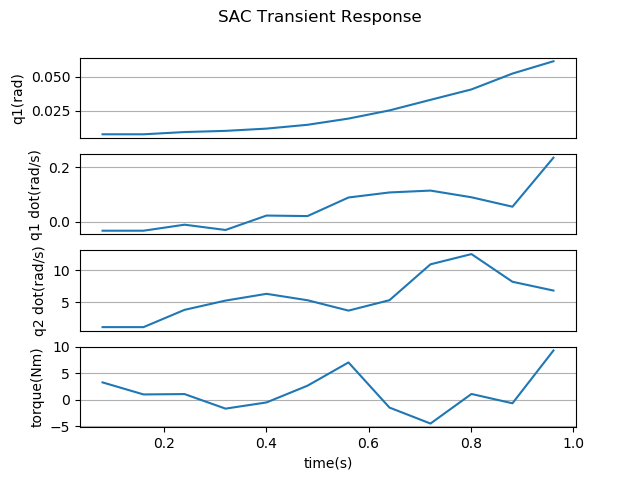 SAC Transient Response
q1(rad)
0.050
0.025
q1 dot(rad/s)
0.2
0.0
q2 dot(rad/s)
10
5
torque(Nm)
10
5
0
−5
0.2 0.4 0.6 0.8 1.0
time(s)